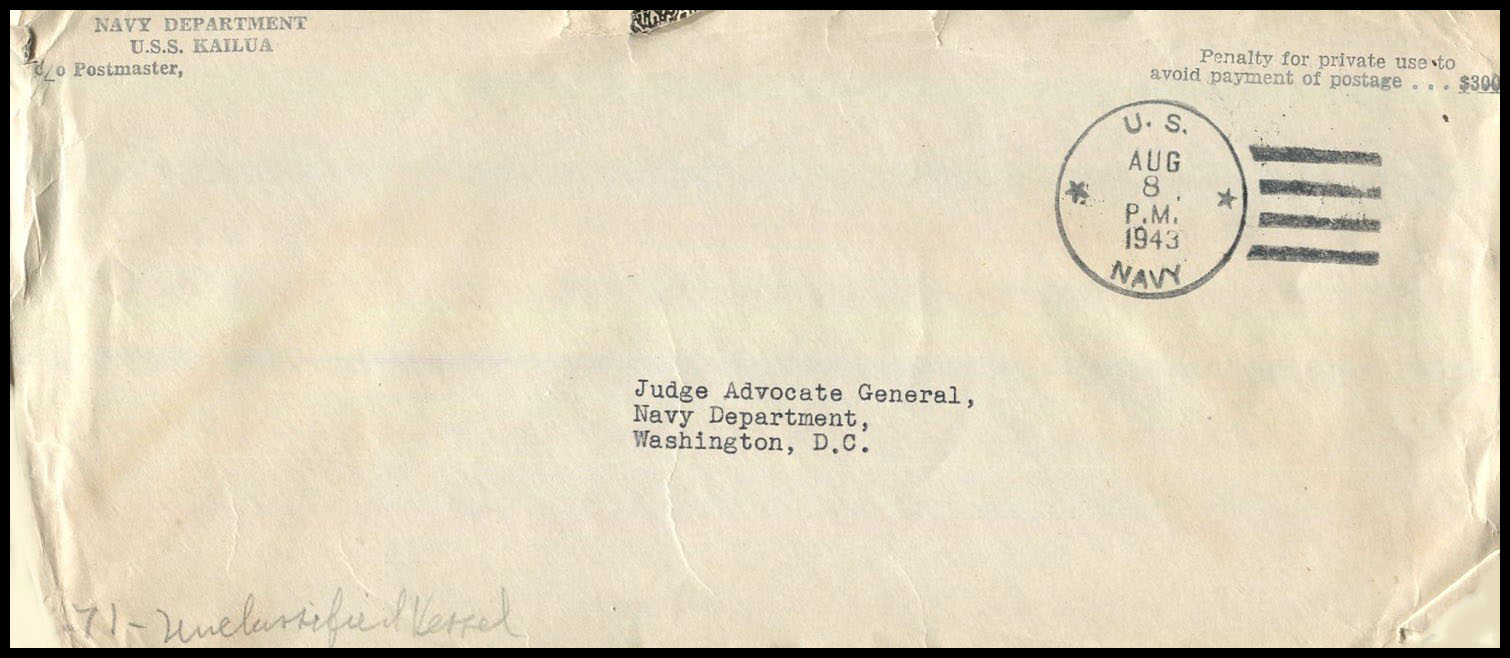 NAVY DEPARTMENT
U.S.S. KAILUA
c/o Postmaster,
Penalty for private use to
avoid payment of postage . . . $300
U. S.
AUG
8
P.M.
1943
NAVY
Judge Advocate General,
Navy Department,
Washington, D.C.
-71- Unclassified Vessel